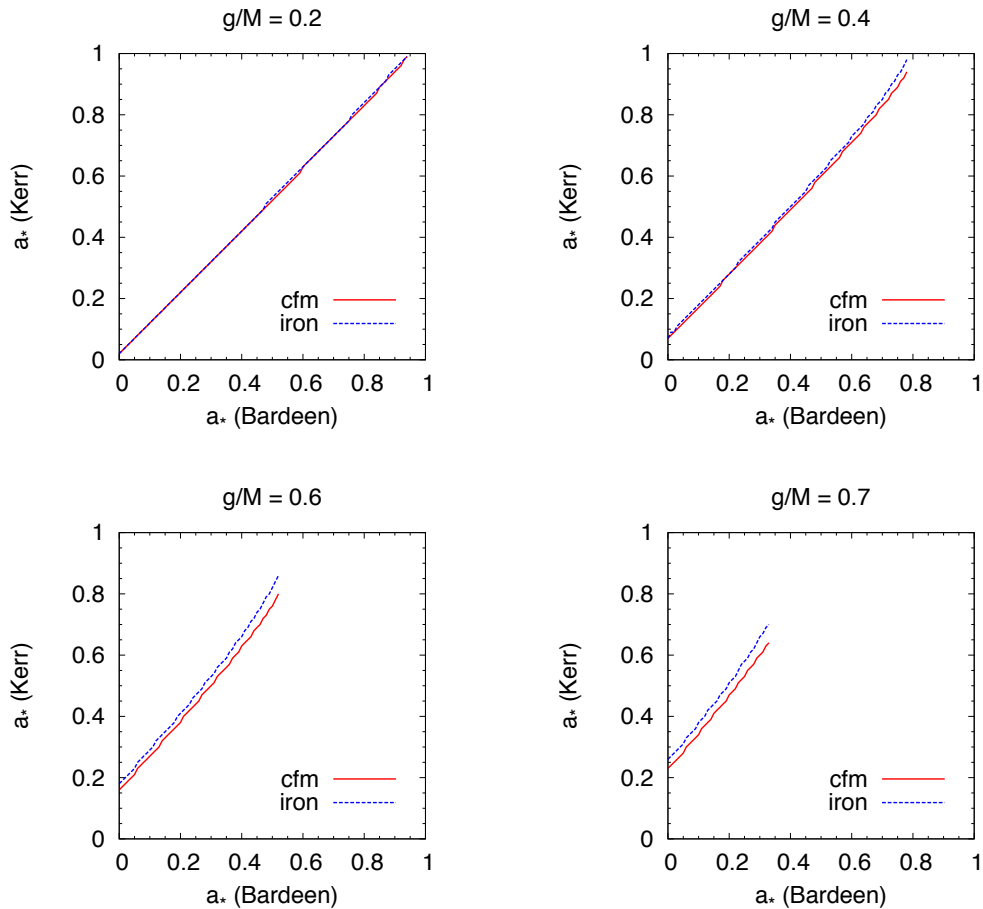 g/M = 0.2
1
0.8
0.6
0.4
0.2
0
a* (Kerr)
cfm
iron
0 0.2 0.4 0.6 0.8 1
a* (Bardeen)
g/M = 0.4
1
0.8
0.6
0.4
0.2
0
a* (Kerr)
cfm
iron
0 0.2 0.4 0.6 0.8 1
a* (Bardeen)
g/M = 0.6
1
0.8
0.6
0.4
0.2
0
a* (Kerr)
cfm
iron
0 0.2 0.4 0.6 0.8 1
a* (Bardeen)
g/M = 0.7
1
0.8
0.6
0.4
0.2
0
a* (Kerr)
cfm
iron
0 0.2 0.4 0.6 0.8 1
a* (Bardeen)